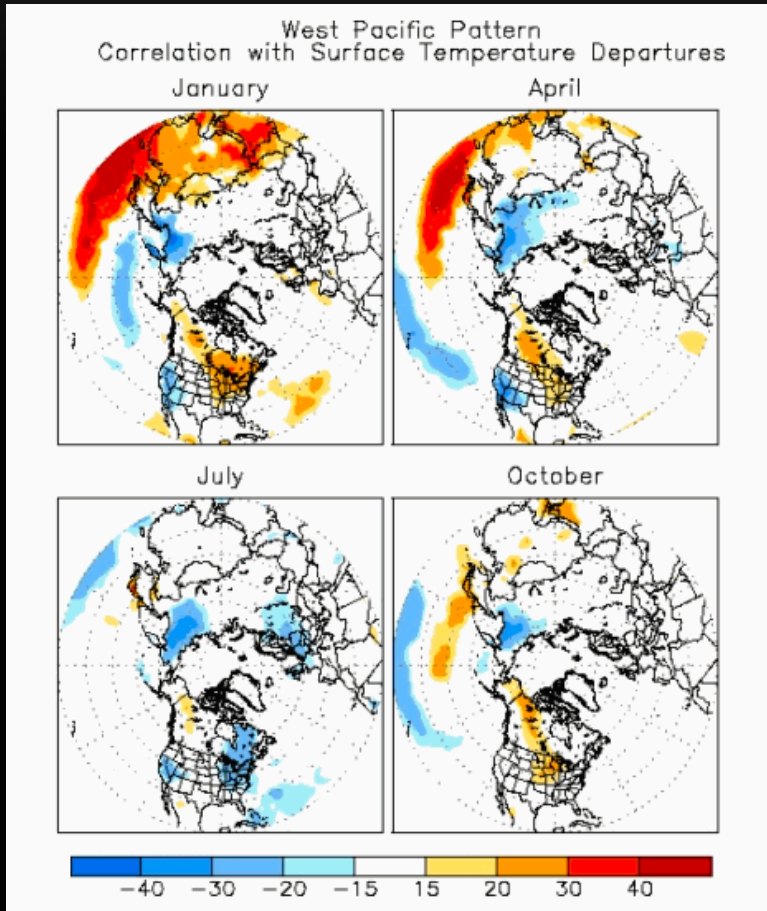 West Pacific Pattern
Correlation with Surface Temperature Departures
January
April
July
October
-40 -30 -20 -15 15 20 30 40